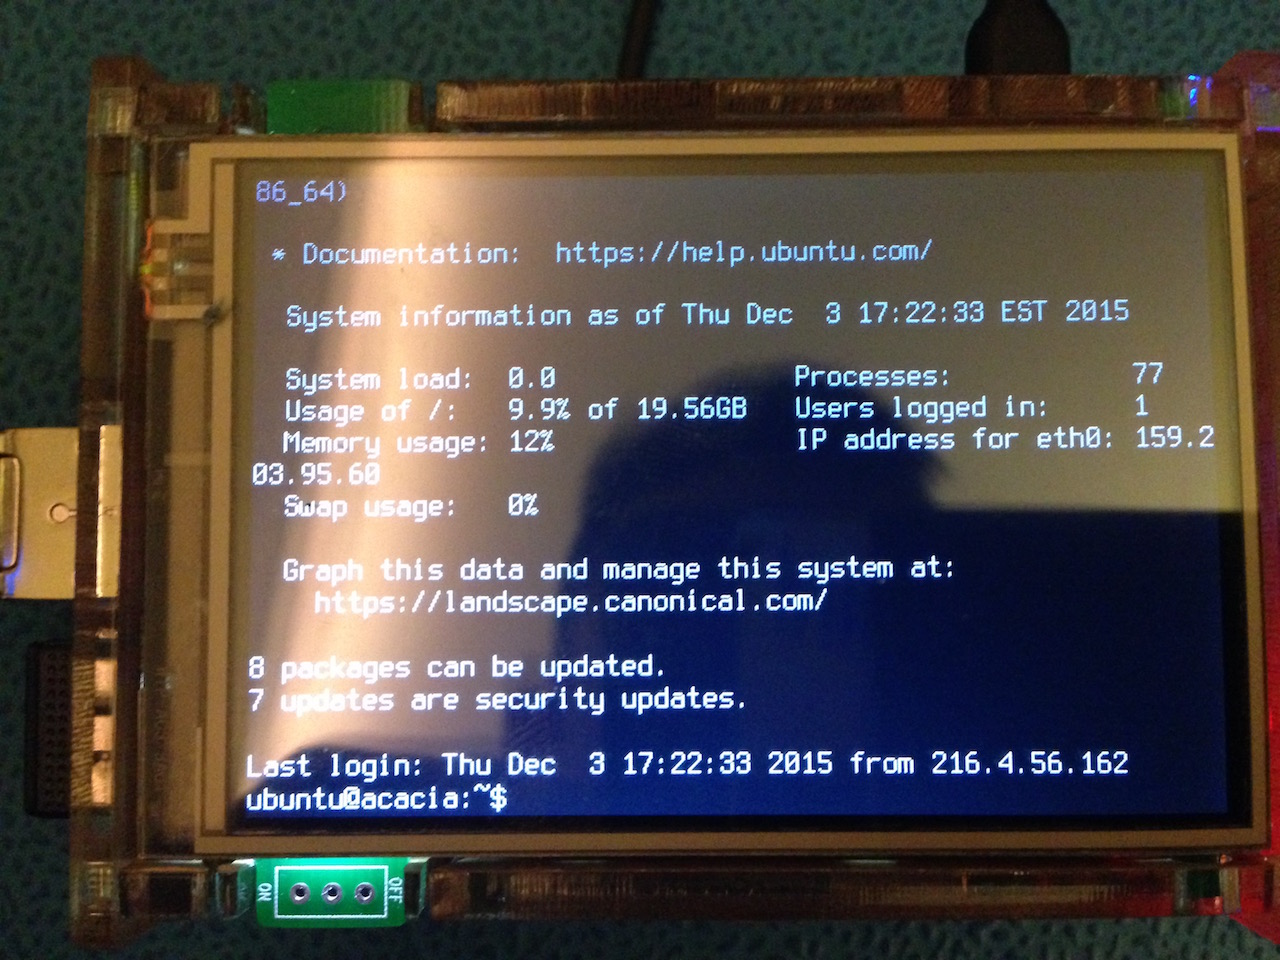 86_64)
* Documentation:  https://help.ubuntu.com/
System information as of Thu Dec  3 17:22:33 EST 2015
System load:  0.0               Processes:           77
Usage of /:   9.9% of 19.56GB   Users logged in:     1
Memory usage: 12%               IP address for eth0: 159.2
03.95.60
Swap usage:   0%
Graph this data and manage this system at:
https://landscape.canonical.com/
8 packages can be updated.
7 updates are security updates.
Last login: Thu Dec  3 17:22:33 2015 from 216.4.56.162
ubuntu@acacia:~$
ON
OFF